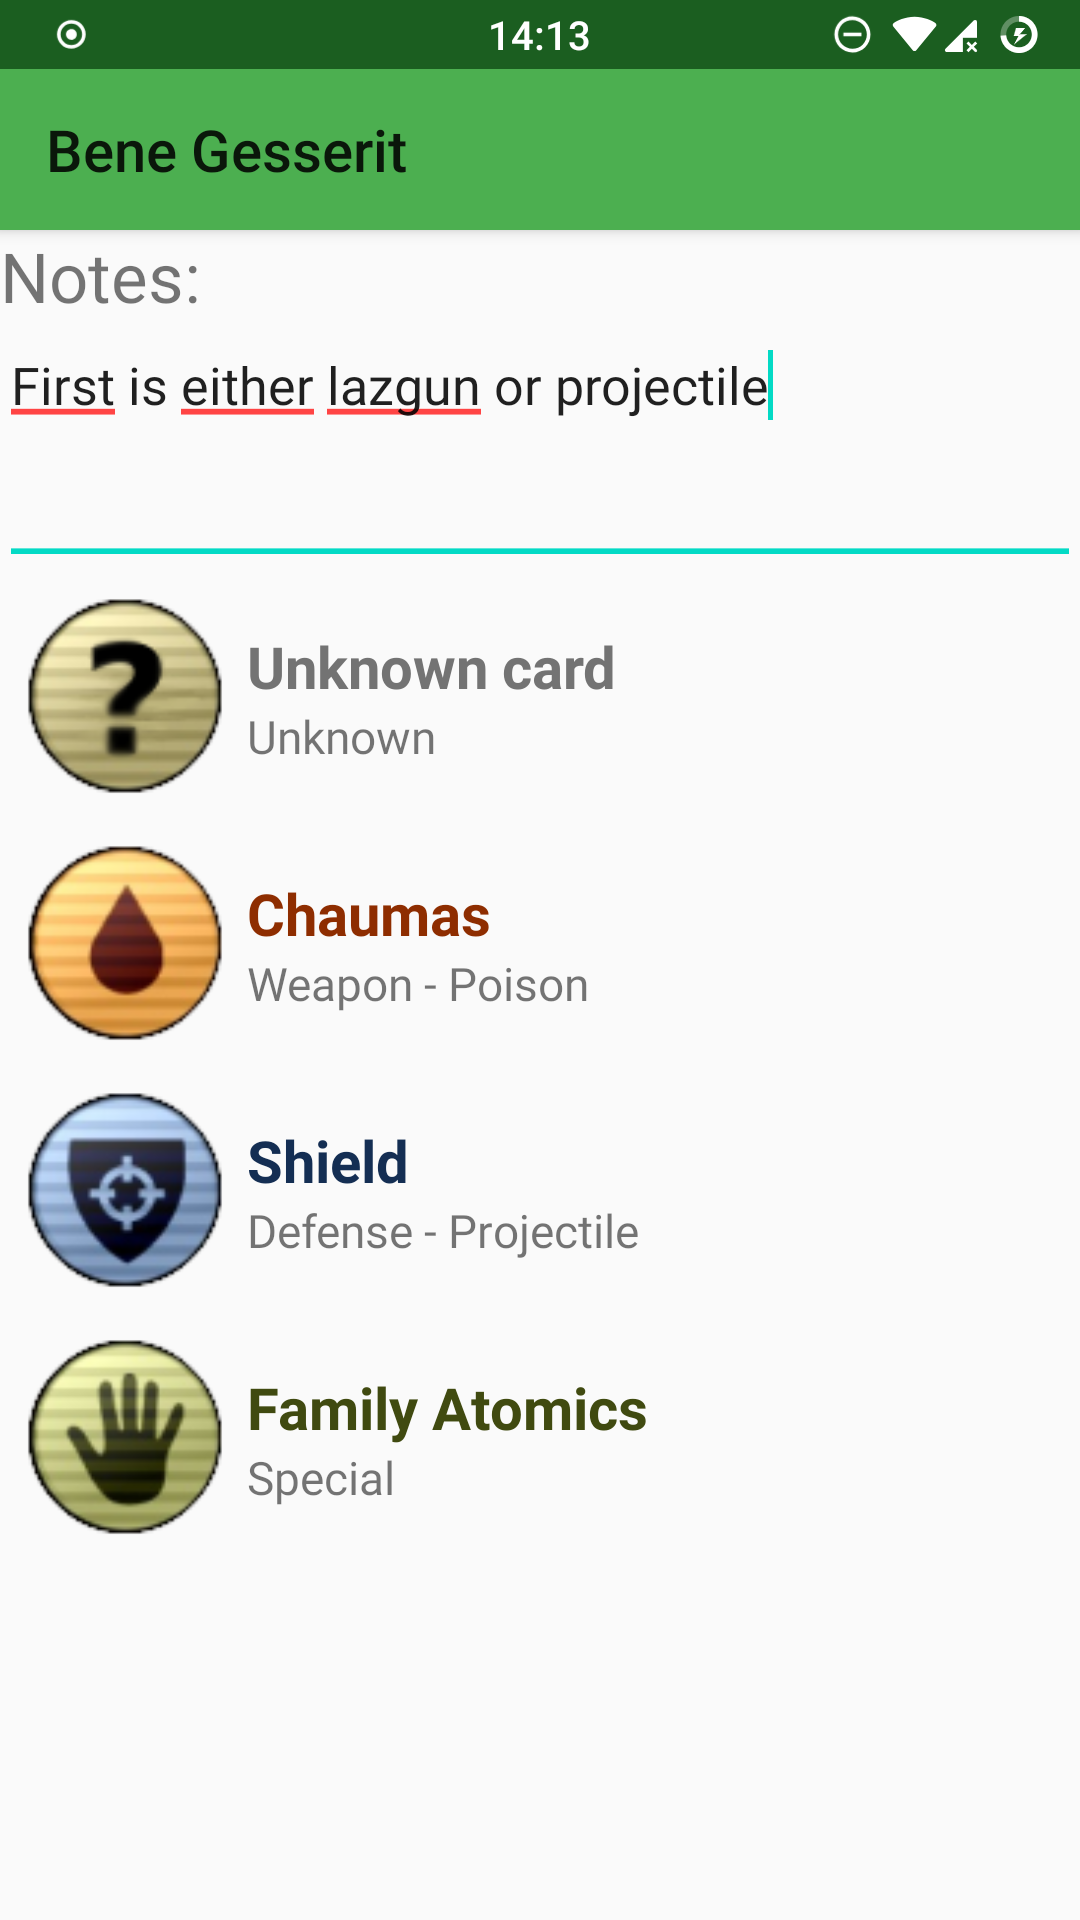 14:13
Bene Gesserit
Notes:
First is either lazgun or projectile
?
Unknown card
Unknown
Chaumas
Weapon - Poison
Shield
Defense - Projectile
Family Atomics
Special